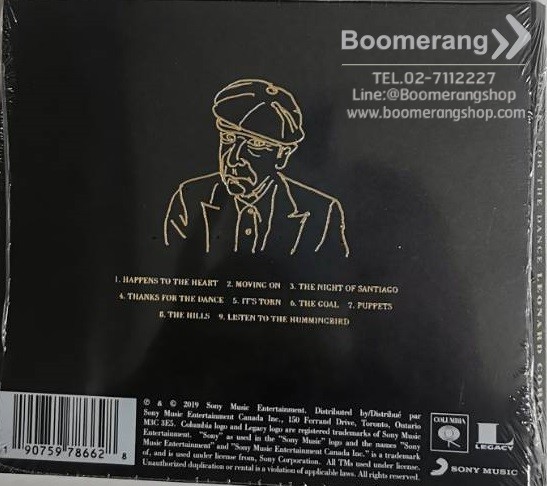 Boomerang
TEL.02-7112227
Line:@Boomerangshop
www.boomerangshop.com
FOR THE DANCE LEONARD
1. HAPPENS TO THE HEART 2. MOVING ON 3. THE NIGHT OF SANTIAGO
4. THANKS FOR THE DANCE 5. IT'S TORN 6. THE GOAL 7. PUPPETS
8. THE HILLS 9. LISTEN TO THE HUMMINGBIRD
℗ & © 2019 Sony Music Entertainment. Distributed by/Distribué par
Sony Music Entertainment Canada Inc., 150 Ferrand Drive, Toronto, Ontario
M3C 3E5. Columbia logo and Legacy logo are registered trademarks of Sony Music
Entertainment. "Sony" as used in the "Sony Music" logo and the names "Sony
Music Entertainment" and "Sony Music Entertainment Canada Inc." is a trademark
of, and is used under license from, Sony Corporation. All TMs used under license.
Unauthorized duplication or rental is a violation of applicable laws. All rights reserved.
1 90759 78662 8
COLUMBIA
LEGACY
SONY MUSIC